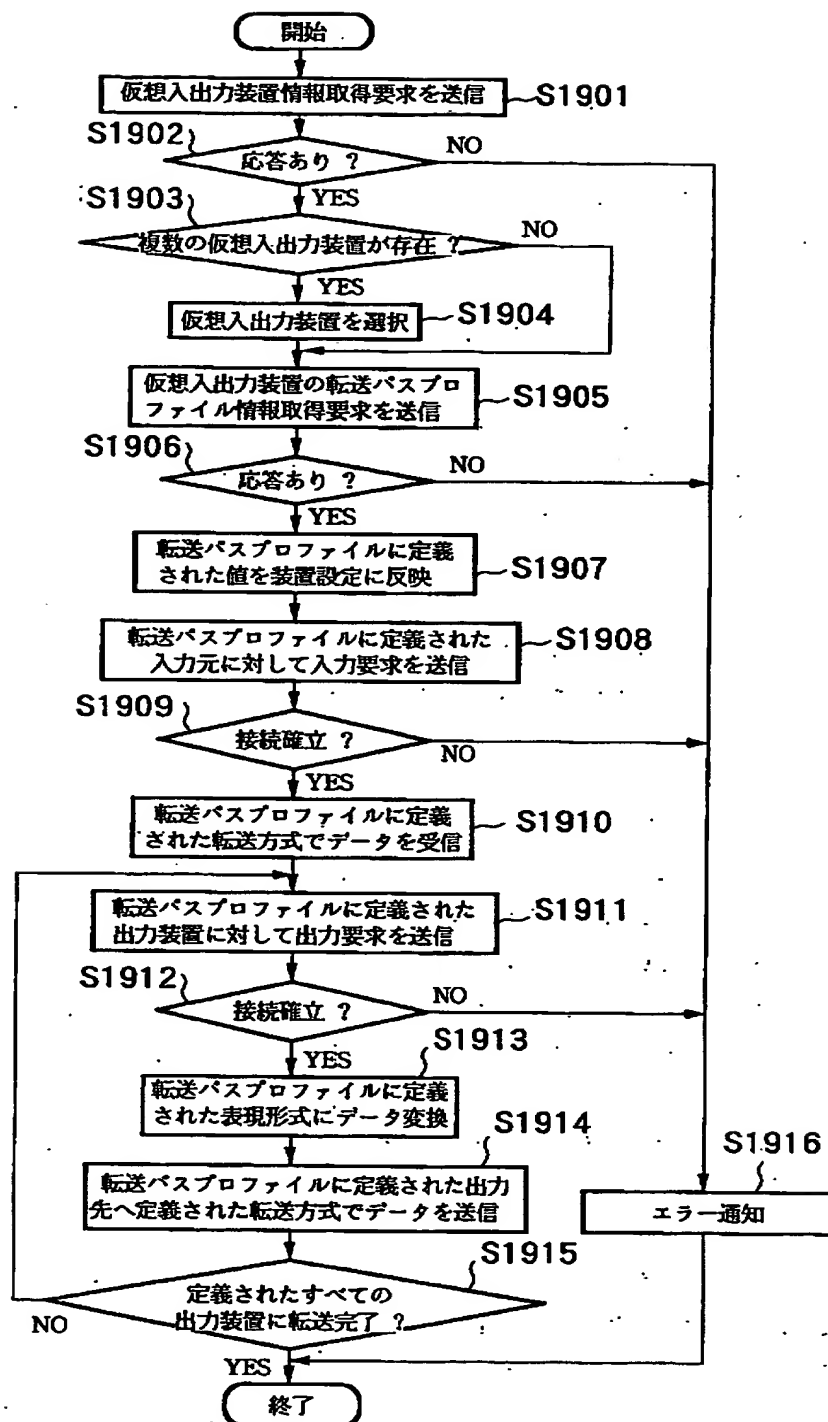 開始
仮想入出力装置情報取得要求を送信
S1901
S1902
応答あり ?
NO
YES
S1903
複数の仮想入出力装置が存在 ?
NO
YES
仮想入出力装置を選択
S1904
仮想入出力装置の転送パスプロ
ファイル情報取得要求を送信
S1905
S1906
応答あり ?
NO
YES
転送パスプロファイルに定義
された値を装置設定に反映
S1907
転送パスプロファイルに定義された
入力元に対して入力要求を送信
S1908
S1909
接続確立 ?
NO
YES
転送パスプロファイルに定義
された転送方式でデータを受信
S1910
転送パスプロファイルに定義された
出力装置に対して出力要求を送信
S1911
S1912
接続確立 ?
NO
YES
S1913
転送パスプロファイルに定義
された表現形式にデータ変換
S1914
転送パスプロファイルに定義された出力
先へ定義された転送方式でデータを送信
S1916
エラー通知
S1915
定義されたすべての
出力装置に転送完了 ?
NO
YES
終了